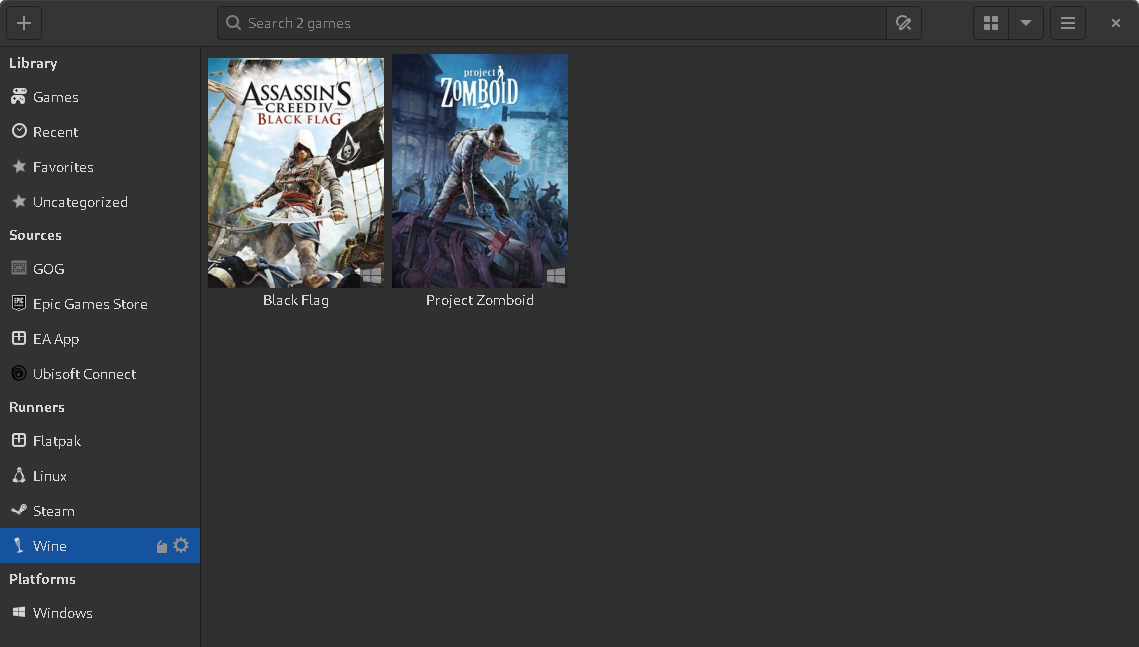 Search 2 games
Library
Games
Recent
Favorites
Uncategorized
Sources
GOG
Epic Games Store
EA App
Ubisoft Connect
Runners
Flatpak
Linux
Steam
Wine
Platforms
Windows
ASSASSIN'S
CREED IV
BLACK FLAG
Black Flag
project
ZOMBOID
Project Zomboid